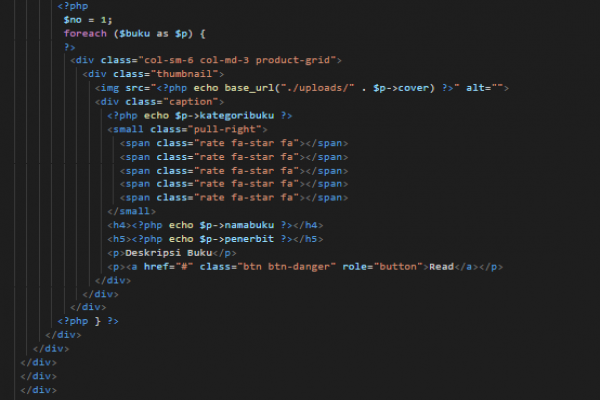 <?php
$no = 1;
foreach ($buku as $p) {
?>
<div class="col-sm-6 col-md-3 product-grid">
<div class="thumbnail">
<img src="<?php echo base_url("./uploads/" . $p->cover) ?>" alt="">
<div class="caption">
<?php echo $p->kategoribuku ?>
<small class="pull-right">
<span class="rate fa-star fa"></span>
<span class="rate fa-star fa"></span>
<span class="rate fa-star fa"></span>
<span class="rate fa-star fa"></span>
<span class="rate fa-star fa"></span>
</small>
<h4><?php echo $p->namabuku ?></h4>
<h5><?php echo $p->penerbit ?></h5>
<p>Deskripsi Buku</p>
<p><a href="#" class="btn btn-danger" role="button">Read</a></p>
</div>
</div>
</div>
<?php } ?>
</div>
</div>
</div>
</div>
</div>